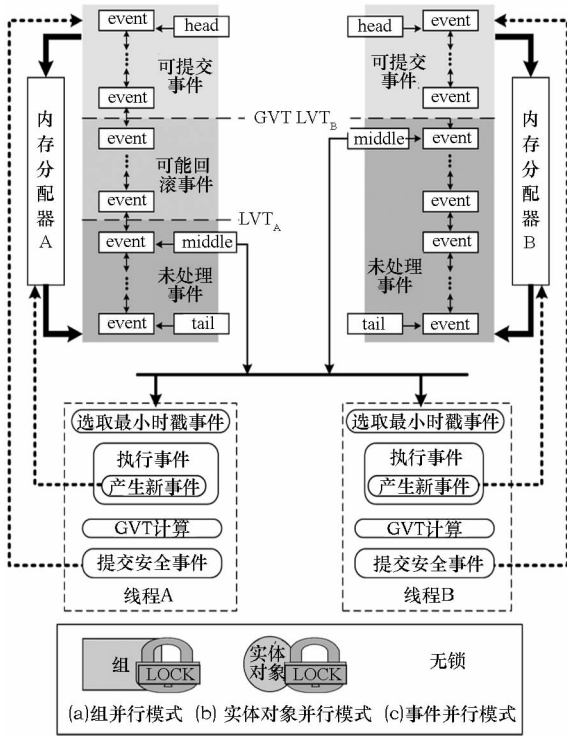 event head
可提交
事件
event
event
可能回
滚事件
event
LVT_A
event middle
未处理
事件
event tail
内存分配器A
GVT LVT_B
head event
可提交
事件
event
middle event
event
event
未处理
事件
tail event
内存分配器B
选取最小时戳事件
执行事件
产生新事件
GVT计算
提交安全事件
线程A
选取最小时戳事件
执行事件
产生新事件
GVT计算
提交安全事件
线程B
组 LOCK
实体
对象 LOCK
无锁
(a)组并行模式 (b) 实体对象并行模式 (c)事件并行模式